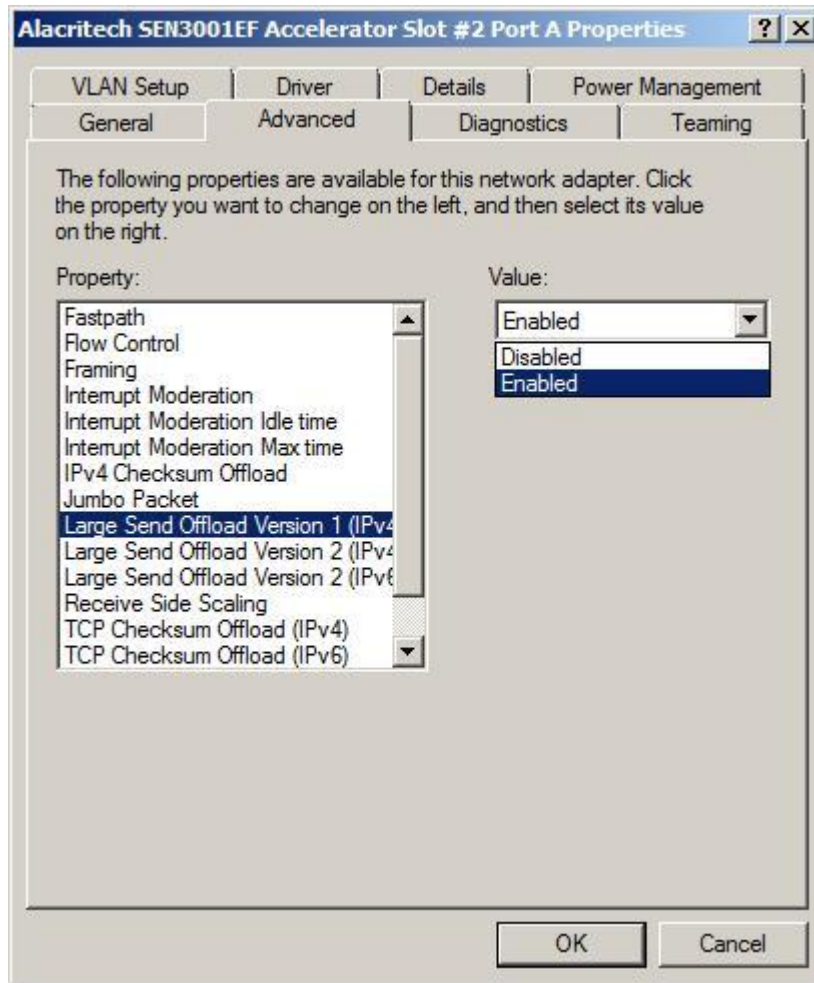 Alacritech SEN3001EF Accelerator Slot #2 Port A Properties
VLAN Setup
Driver
Details
Power Management
General
Advanced
Diagnostics
Teaming
The following properties are available for this network adapter. Click
the property you want to change on the left, and then select its value
on the right.
Property:
Value:
Fastpath
Flow Control
Framing
Interrupt Moderation
Interrupt Moderation Idle time
Interrupt Moderation Max time
IPv4 Checksum Offload
Jumbo Packet
Large Send Offload Version 1 (IPv4
Large Send Offload Version 2 (IPv4
Large Send Offload Version 2 (IPv6
Receive Side Scaling
TCP Checksum Offload (IPv4)
TCP Checksum Offload (IPv6)
Enabled
Disabled
Enabled
OK
Cancel